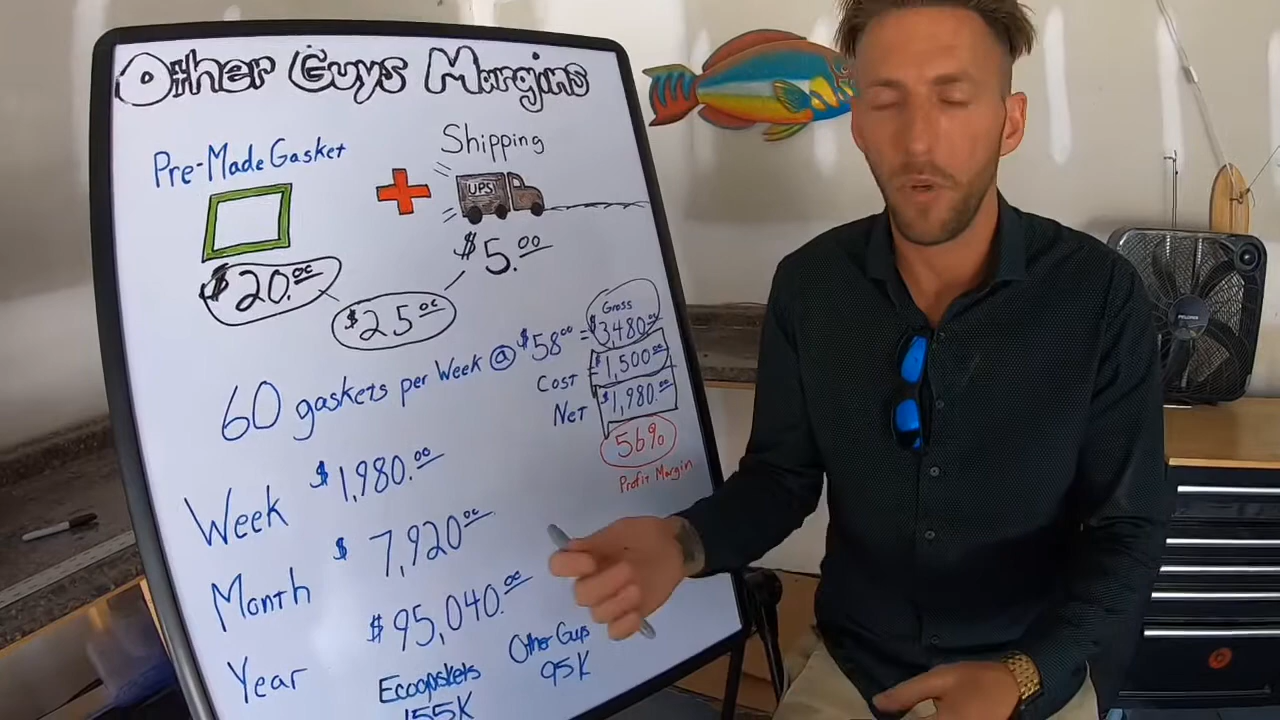 Other Guys Margins
Pre-Made Gasket
Shipping
UPS
$20.00
$5.00
$25.00
60 gaskets per Week @ $58.00 =
Gross
$3,480.00
Cost $1,500.00
Net $1,980.00
56%
Profit Margin
Week $1,980.00
Month $7,920.00
Year $95,040.00
Other Guys
95K
155K